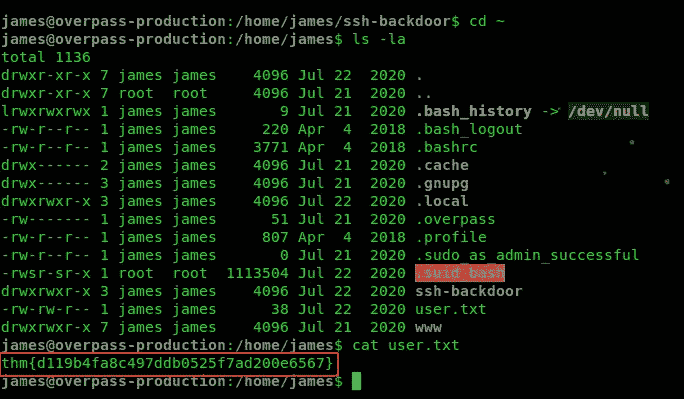 james@overpass-production:/home/james/ssh-backdoor$ cd ~
james@overpass-production:/home/james$ ls -la
total 1136
drwxr-xr-x 7 james james    4096 Jul 22  2020 .
drwxr-xr-x 7 root  root     4096 Jul 21  2020 ..
lrwxrwxrwx 1 james james       9 Jul 21  2020 .bash_history -> /dev/null
-rw-r--r-- 1 james james     220 Apr  4  2018 .bash_logout
-rw-r--r-- 1 james james    3771 Apr  4  2018 .bashrc
drwx------ 2 james james    4096 Jul 21  2020 .cache
drwx------ 3 james james    4096 Jul 21  2020 .gnupg
drwxrwxr-x 3 james james    4096 Jul 22  2020 .local
-rw------- 1 james james      51 Jul 21  2020 .overpass
-rw-r--r-- 1 james james     807 Apr  4  2018 .profile
-rw-r--r-- 1 james james       0 Jul 21  2020 .sudo_as_admin_successful
-rwsr-sr-x 1 root  root  1113504 Jul 22  2020 .suid_bash
drwxrwxr-x 3 james james    4096 Jul 22  2020 ssh-backdoor
-rw-rw-r-- 1 james james      38 Jul 22  2020 user.txt
drwxrwxr-x 7 james james    4096 Jul 21  2020 www
james@overpass-production:/home/james$ cat user.txt
thm{d119b4fa8c497ddb0525f7ad200e6567}
james@overpass-production:/home/james$